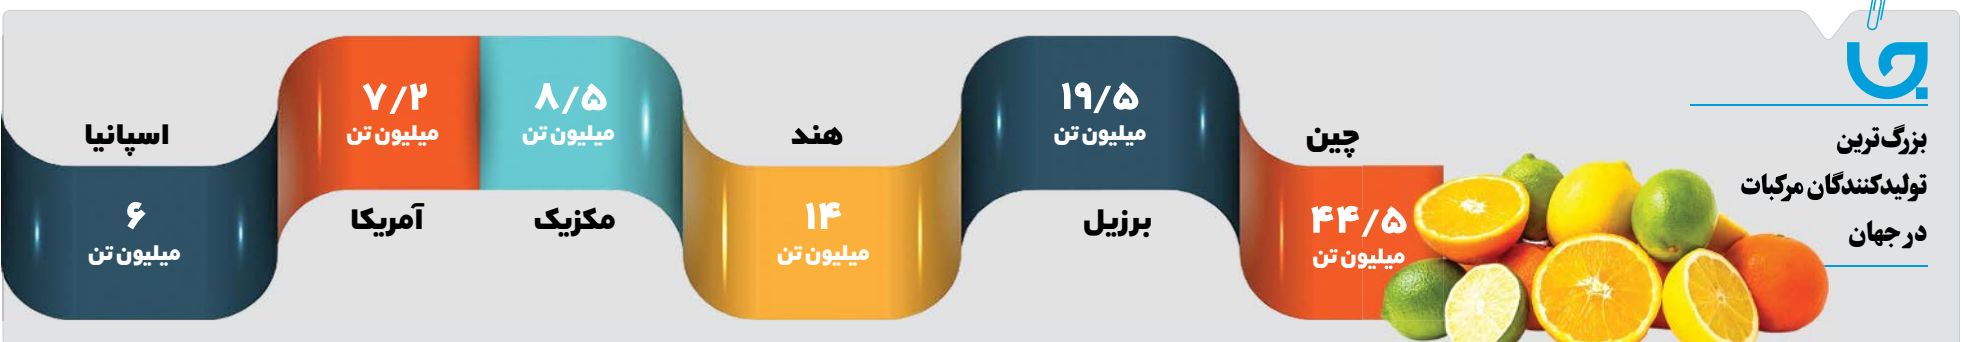 بزرگ‌ترین
تولیدکنندگان مرکبات
در جهان
چین
۴۴/۵
میلیون تن
۱۹/۵
میلیون تن
برزیل
هند
۱۴
میلیون تن
۸/۵
میلیون تن
مکزیک
۷/۲
میلیون تن
آمریکا
اسپانیا
۶
میلیون تن